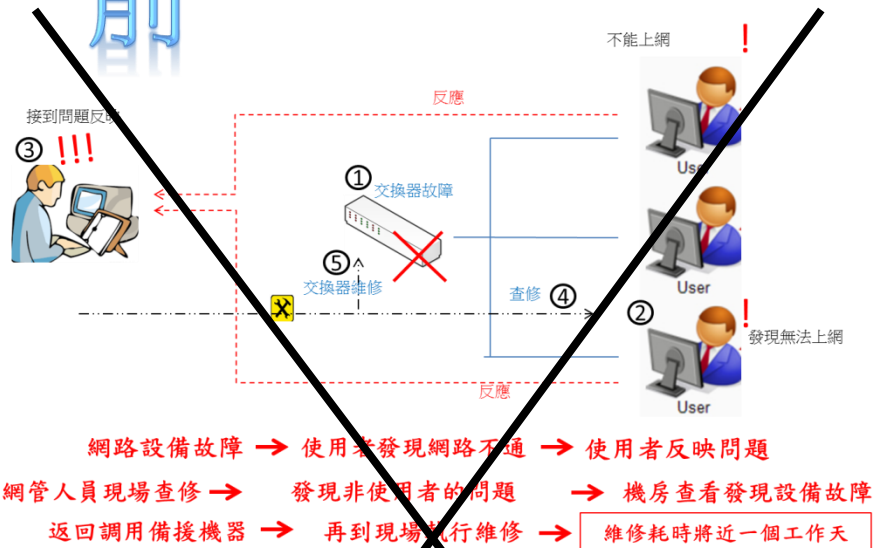 前
不能上網
!
反應
接到問題反映
③ !!!
User
① 交換器故障
⑤
交換器維修
User
查修 ④
② !
發現無法上網
反應
User
網路設備故障 → 使用者發現網路不通 → 使用者反映問題
網管人員現場查修 → 發現非使用者的問題 → 機房查看發現設備故障
返回調用備援機器 → 再到現場執行維修 → 維修耗時將近一個工作天